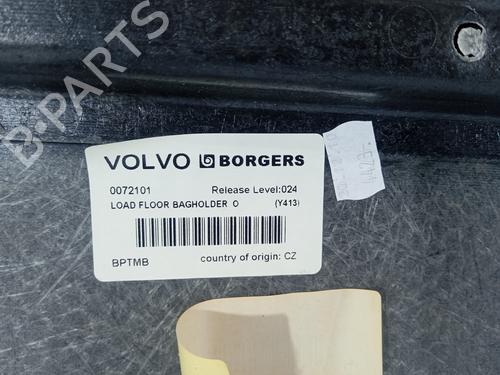 B-PARTS
VOLVO BORGERS
0072101 Release Level:024
LOAD FLOOR BAGHOLDER O (Y413)
BPTMB country of origin: CZ